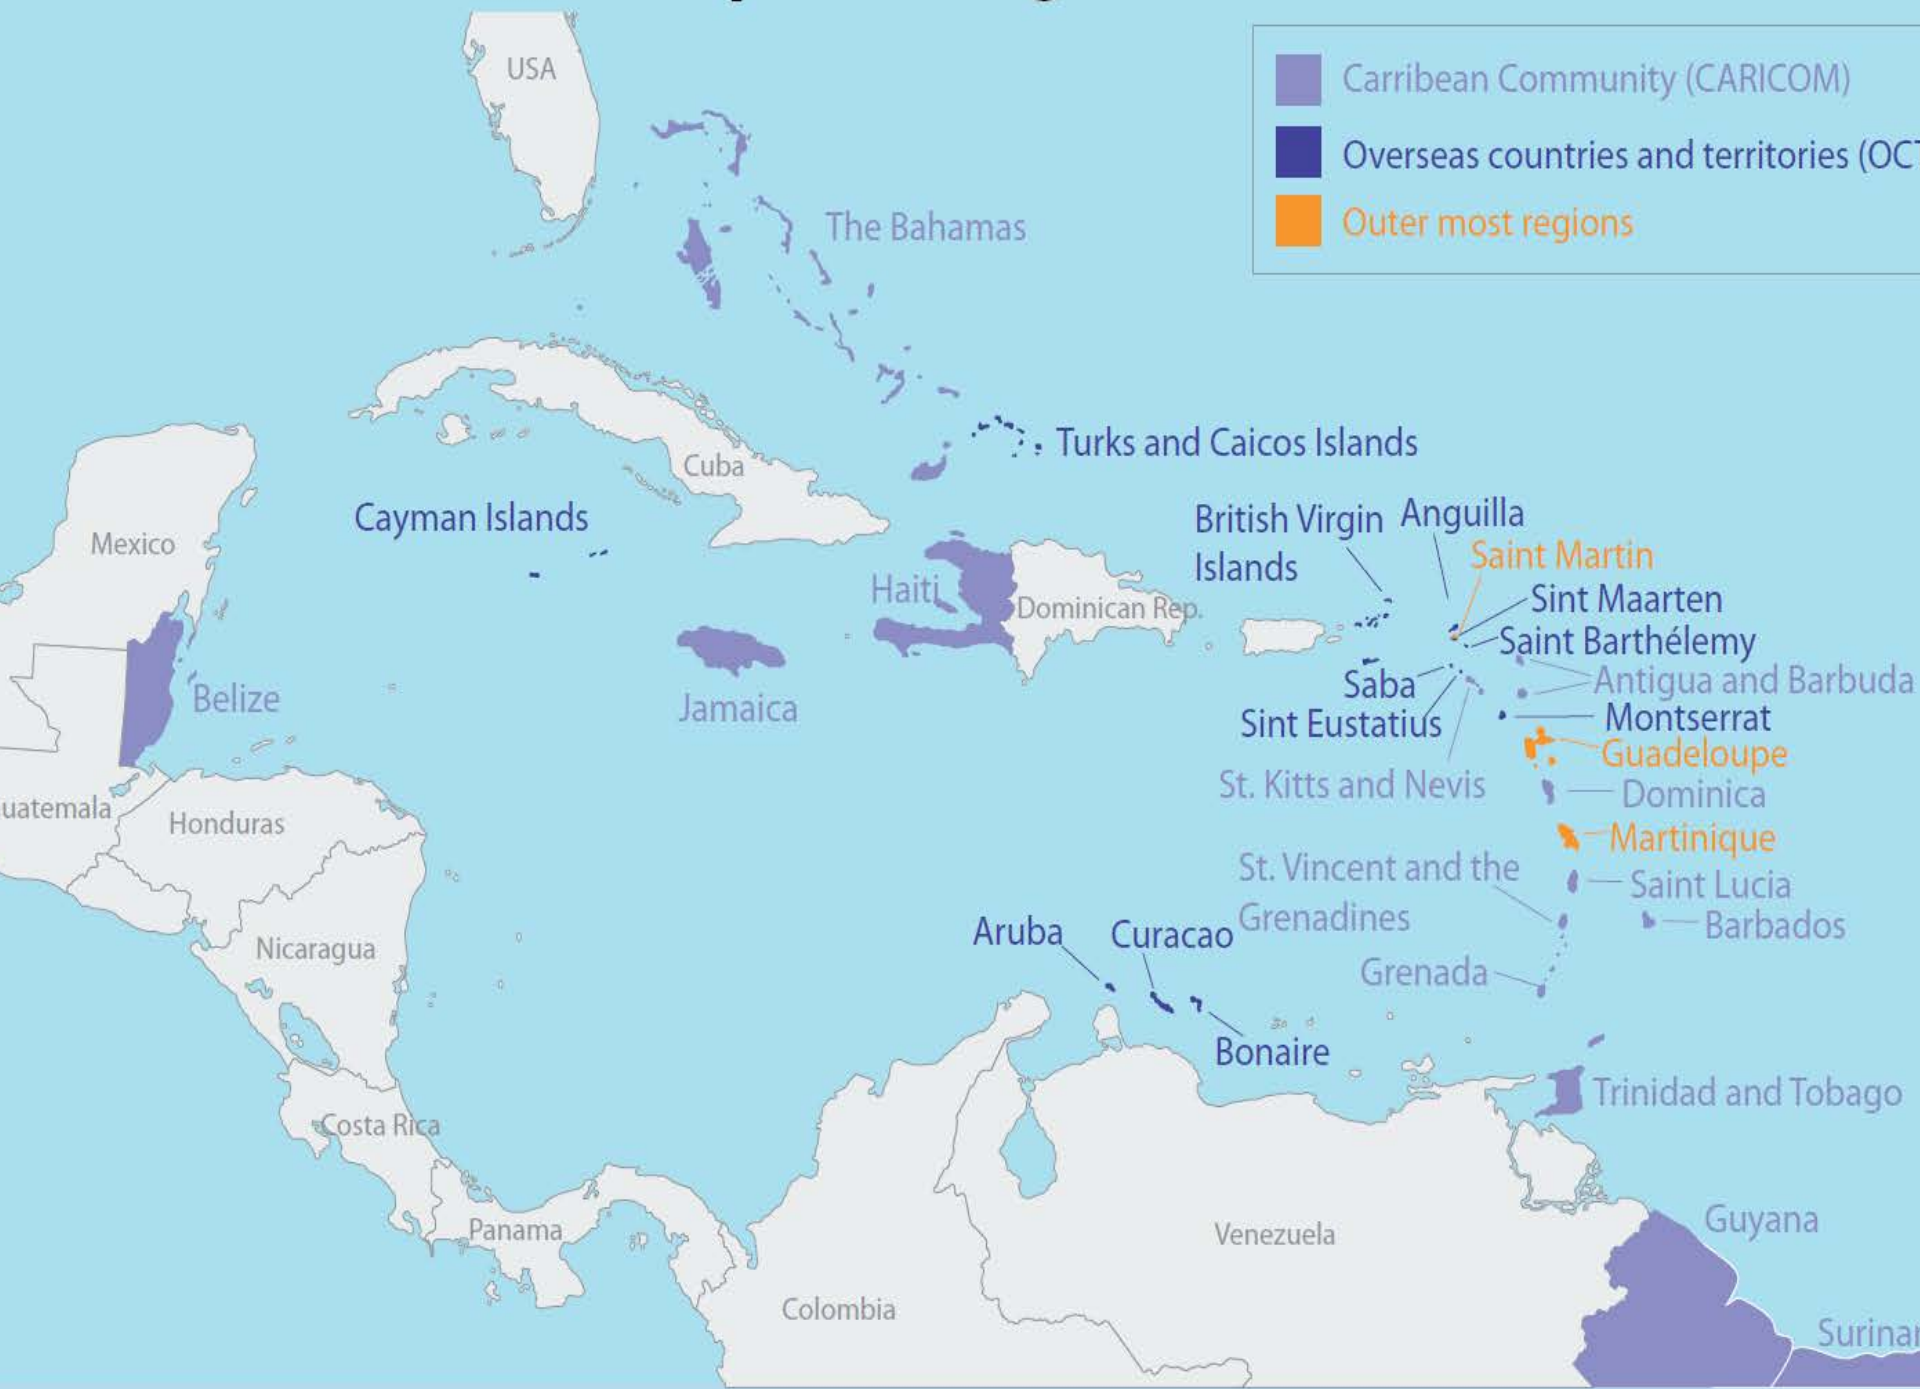 USA
Carribean Community (CARICOM)
Overseas countries and territories (OCT
Outer most regions
The Bahamas
Turks and Caicos Islands
Cuba
Cayman Islands
Mexico
British Virgin
Islands
Anguilla
Saint Martin
Haiti
Dominican Rep.
Sint Maarten
Saint Barthélemy
Saba
Antigua and Barbuda
Belize
Jamaica
Sint Eustatius
Montserrat
Guadeloupe
St. Kitts and Nevis
Dominica
uatemala
Honduras
Martinique
St. Vincent and the
Grenadines
Saint Lucia
Barbados
Aruba
Curacao
Nicaragua
Grenada
Bonaire
Trinidad and Tobago
Costa Rica
Panama
Venezuela
Guyana
Colombia
Surinar